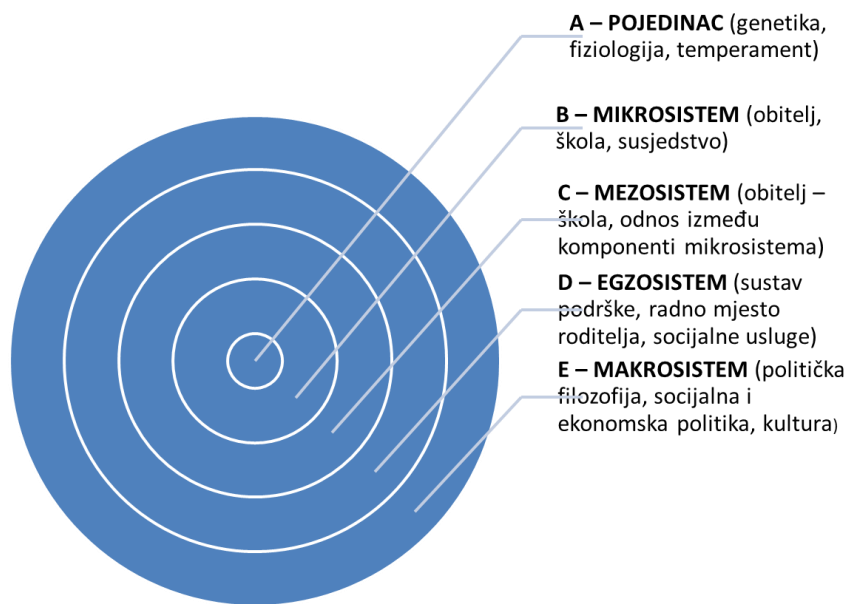 A – POJEDINAC (genetika,
fiziologija, temperament)
B – MIKROSISTEM (obitelj,
škola, susjedstvo)
C – MEZOSISTEM (obitelj –
škola, odnos između
komponenti mikrosistema)
D – EGZOSISTEM (sustav
podrške, radno mjesto
roditelja, socijalne usluge)
E – MAKROSISTEM (politička
filozofija, socijalna i
ekonomska politika, kultura)